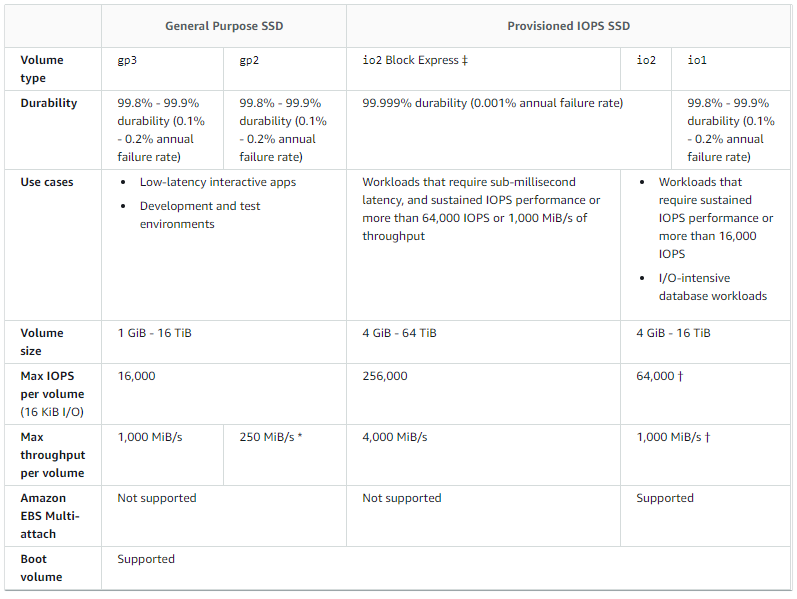 General Purpose SSD
Provisioned IOPS SSD
Volume
type
gp3
gp2
io2 Block Express ‡
io2
io1
Durability
99.8% - 99.9%
durability (0.1%
- 0.2% annual
failure rate)
99.8% - 99.9%
durability (0.1%
- 0.2% annual
failure rate)
99.999% durability (0.001% annual failure rate)
99.8% - 99.9%
durability (0.1%
- 0.2% annual
failure rate)
Use cases
• Low-latency interactive apps
• Development and test
environments
Workloads that require sub-millisecond
latency, and sustained IOPS performance or
more than 64,000 IOPS or 1,000 MiB/s of
throughput
• Workloads that
require sustained
IOPS performance or
more than 16,000
IOPS
• I/O-intensive
database workloads
Volume
size
1 GiB - 16 TiB
4 GiB - 64 TiB
4 GiB - 16 TiB
Max IOPS
per volume
(16 KiB I/O)
16,000
256,000
64,000 †
Max
throughput
per volume
1,000 MiB/s
250 MiB/s *
4,000 MiB/s
1,000 MiB/s †
Amazon
EBS Multi-
attach
Not supported
Not supported
Supported
Boot
volume
Supported